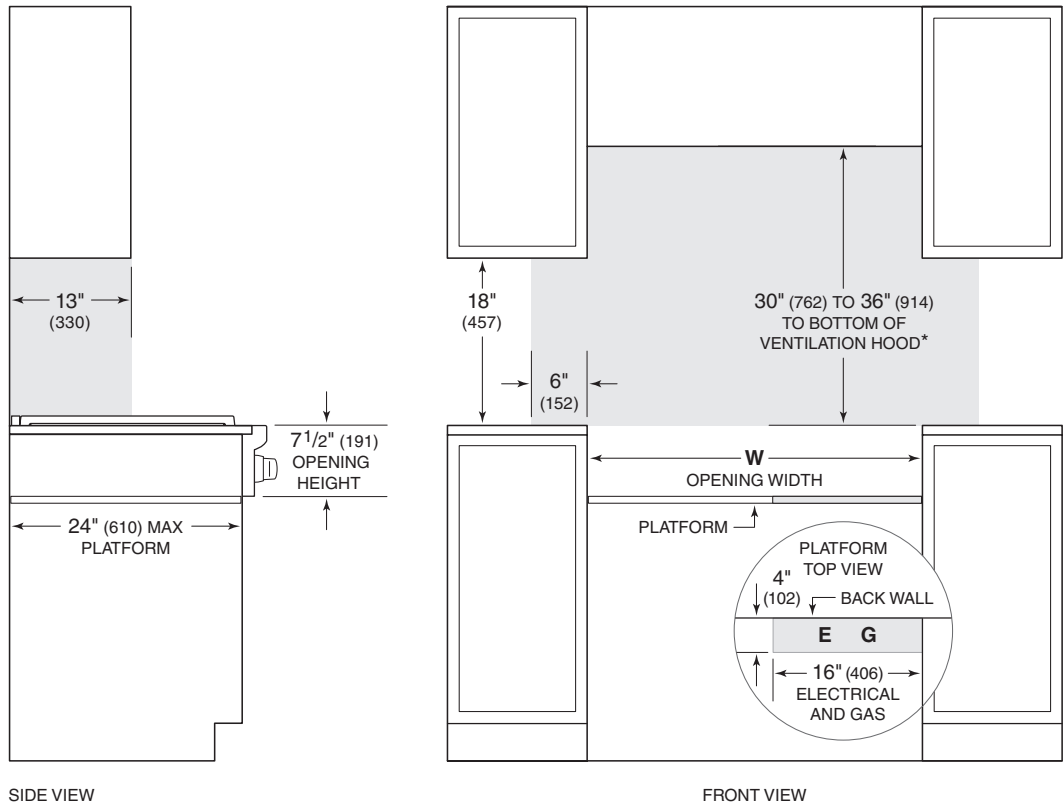 13"
(330)
7 1/2" (191)
OPENING
HEIGHT
24" (610) MAX
PLATFORM
SIDE VIEW
18"
(457)
30" (762) TO 36" (914)
TO BOTTOM OF
VENTILATION HOOD*
6"
(152)
W
OPENING WIDTH
PLATFORM
PLATFORM
TOP VIEW
4"
(102)
BACK WALL
E G
16" (406)
ELECTRICAL
AND GAS
FRONT VIEW